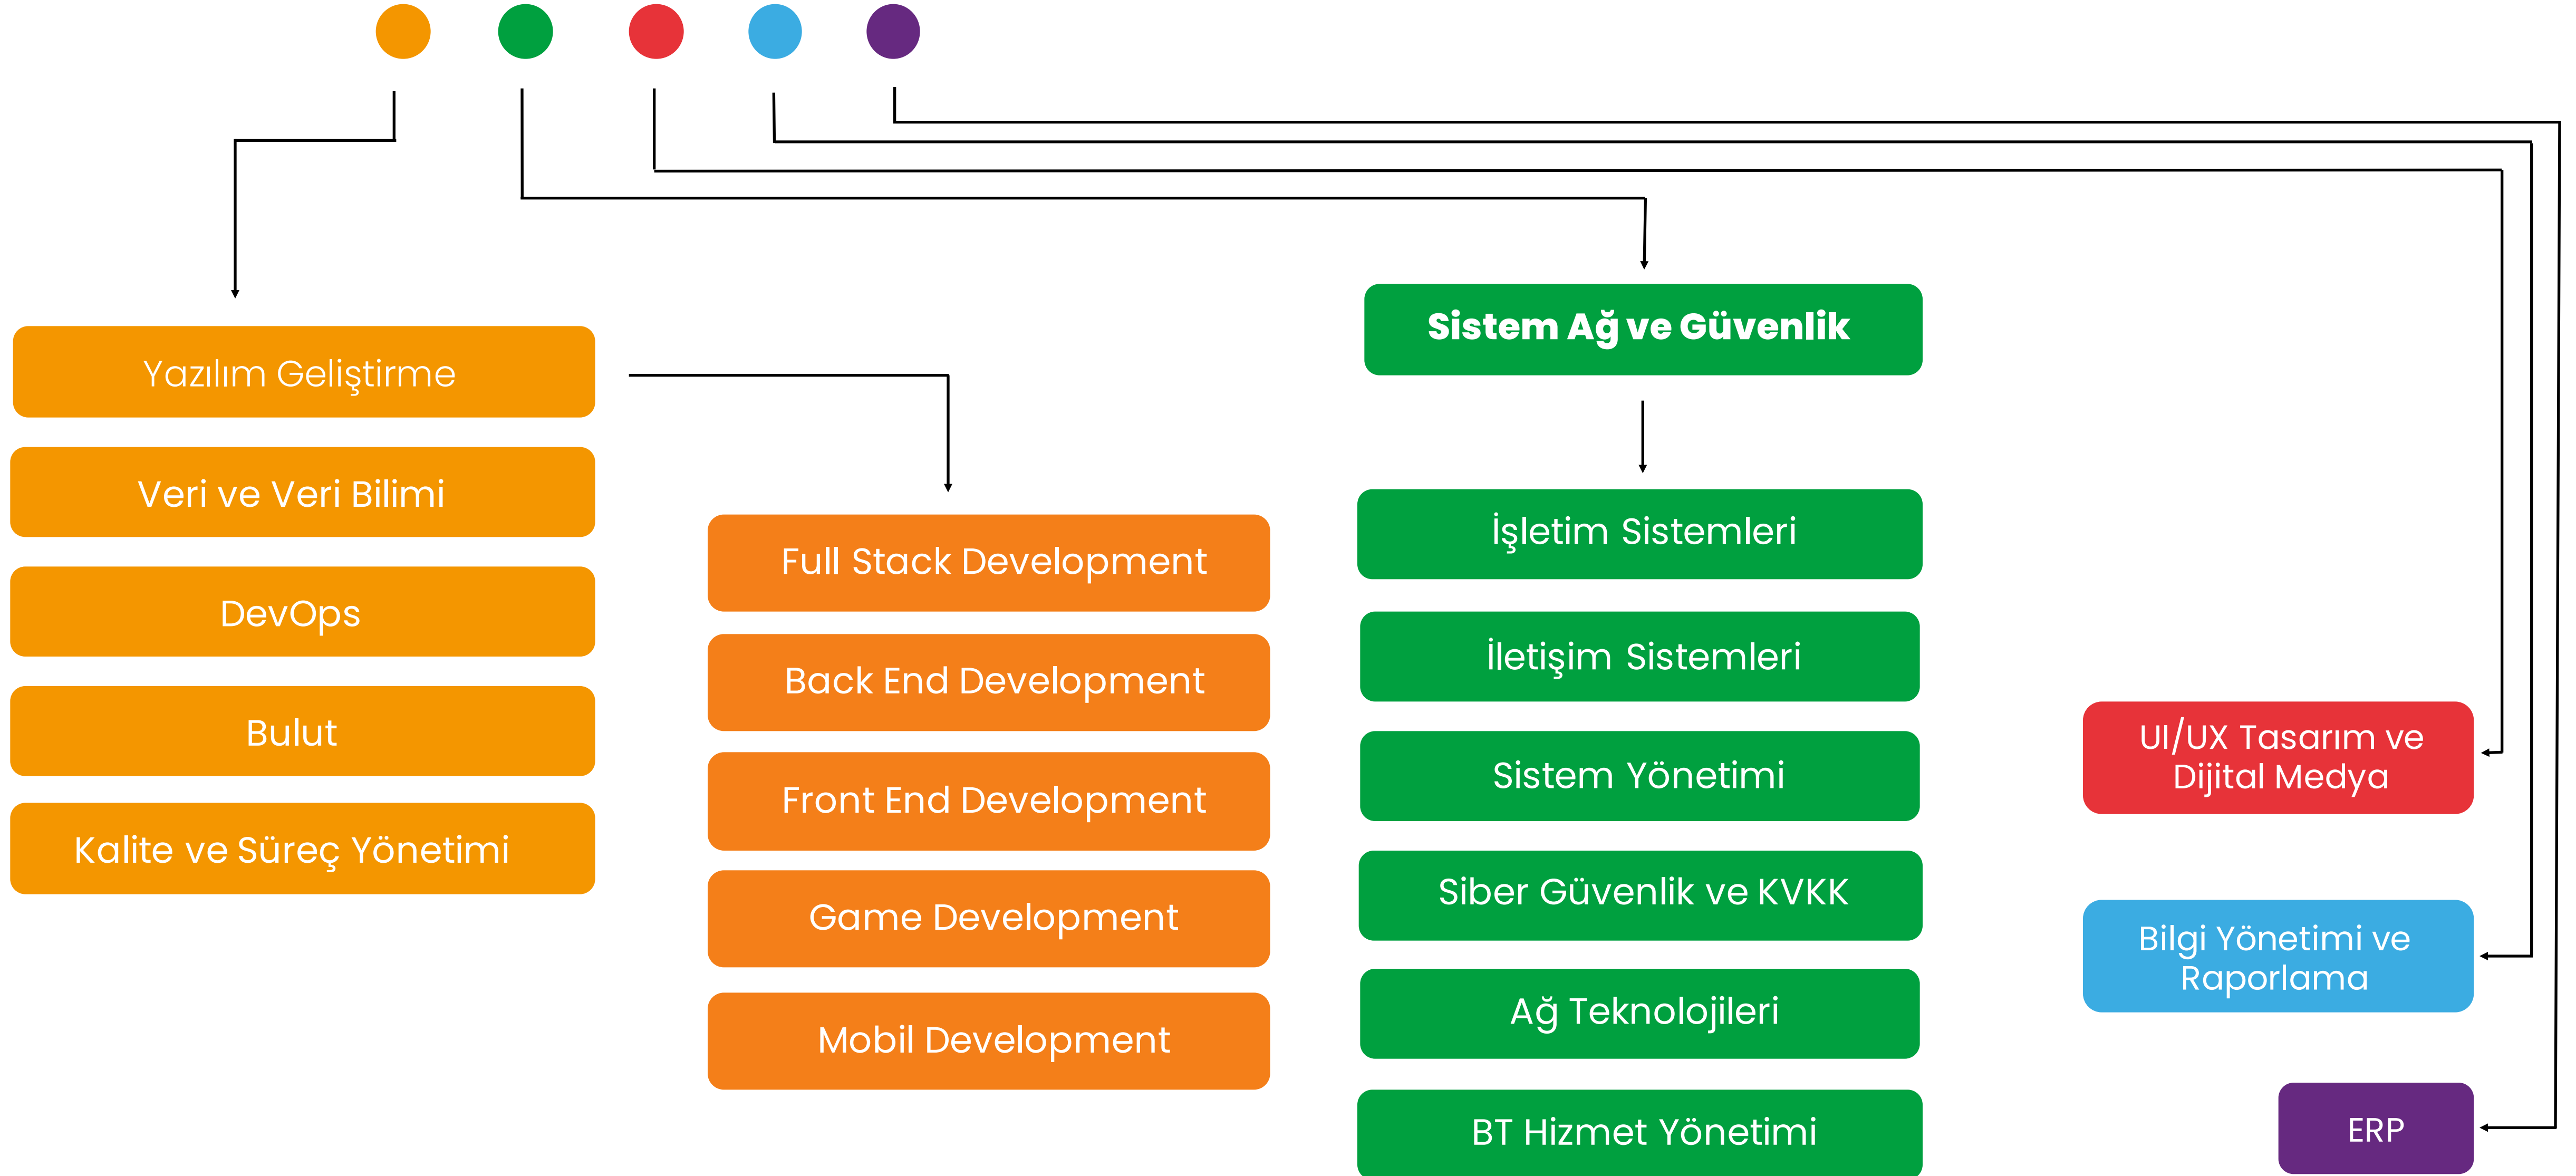 Yazılım Geliştirme
Veri ve Veri Bilimi
DevOps
Bulut
Kalite ve Süreç Yönetimi
Full Stack Development
Back End Development
Front End Development
Game Development
Mobil Development
Sistem Ağ ve Güvenlik
İşletim Sistemleri
İletişim Sistemleri
Sistem Yönetimi
Siber Güvenlik ve KVKK
Ağ Teknolojileri
BT Hizmet Yönetimi
UI/UX Tasarım ve
Dijital Medya
Bilgi Yönetimi ve
Raporlama
ERP